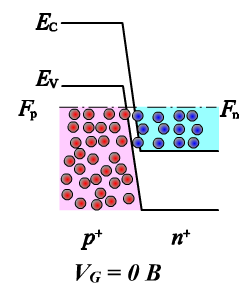 E_C
E_V
F_p F_n
p⁺ n⁺
V_G = 0 В